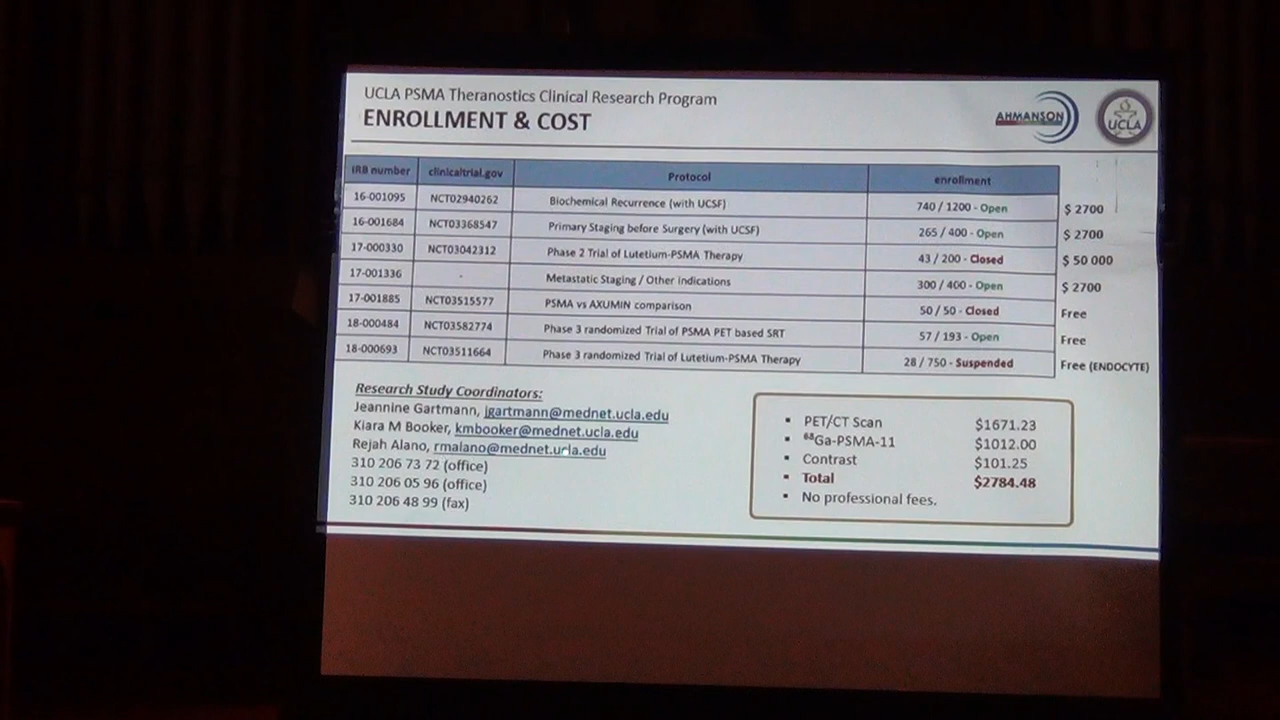 UCLA PSMA Theranostics Clinical Research Program
ENROLLMENT & COST
AHMANSON
UCLA
IRB number clinicaltrial.gov Protocol enrollment
16-001095 NCT02940262 Biochemical Recurrence (with UCSF) 740 / 1200 - Open $ 2700
16-001684 NCT03368547 Primary Staging before Surgery (with UCSF) 265 / 400 - Open $ 2700
17-000330 NCT03042312 Phase 2 Trial of Lutetium-PSMA Therapy 43 / 200 - Closed $ 50 000
17-001336 - Metastatic Staging / Other indications 300 / 400 - Open $ 2700
17-001885 NCT03515577 PSMA vs AXUMIN comparison 50 / 50 - Closed Free
18-000484 NCT03582774 Phase 3 randomized Trial of PSMA PET based SRT 57 / 193 - Open Free
18-000693 NCT03511664 Phase 3 randomized Trial of Lutetium-PSMA Therapy 28 / 750 - Suspended Free (ENDOCYTE)
Research Study Coordinators:
Jeannine Gartmann, jgartmann@mednet.ucla.edu
Kiara M Booker, kmbooker@mednet.ucla.edu
Rejah Alano, rmalano@mednet.ucla.edu
310 206 73 72 (office)
310 206 05 96 (office)
310 206 48 99 (fax)
▪ PET/CT Scan $1671.23
▪ ⁶⁸Ga-PSMA-11 $1012.00
▪ Contrast $101.25
▪ Total $2784.48
▪ No professional fees.